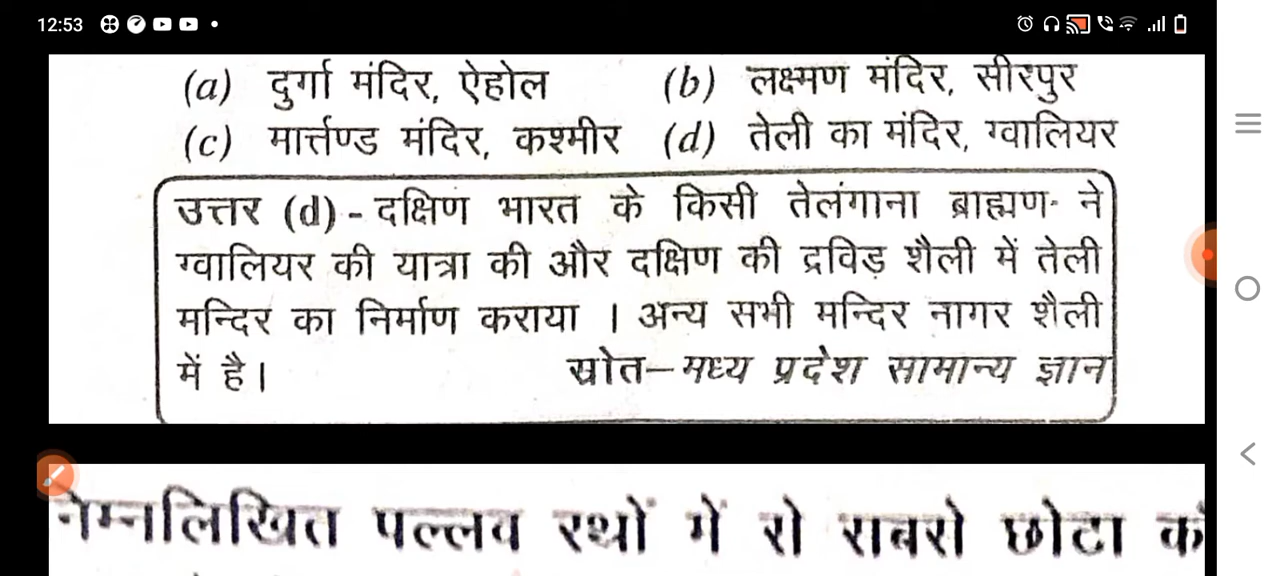 12:53
(a) दुर्गा मंदिर, ऐहोल (b) लक्ष्मण मंदिर, सीरपुर
(c) मार्त्तण्ड मंदिर, कश्मीर (d) तेली का मंदिर, ग्वालियर
उत्तर (d) - दक्षिण भारत के किसी तेलंगाना ब्राह्मण ने
ग्वालियर की यात्रा की और दक्षिण की द्रविड़ शैली में तेली
मन्दिर का निर्माण कराया । अन्य सभी मन्दिर नागर शैली
में है। स्रोत–मध्य प्रदेश सामान्य ज्ञान
नेम्नलिखित पल्लव रथों में से सबसे छोटा